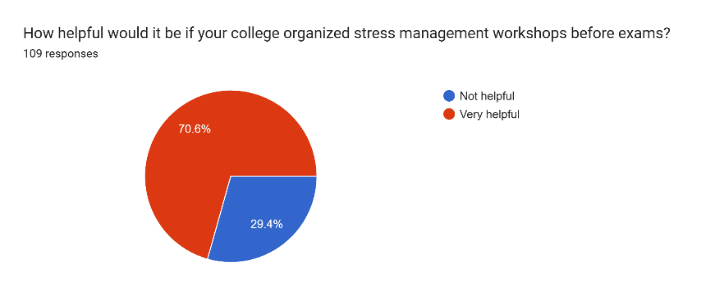 How helpful would it be if your college organized stress management workshops before exams?
109 responses
Not helpful
Very helpful
70.6%
29.4%